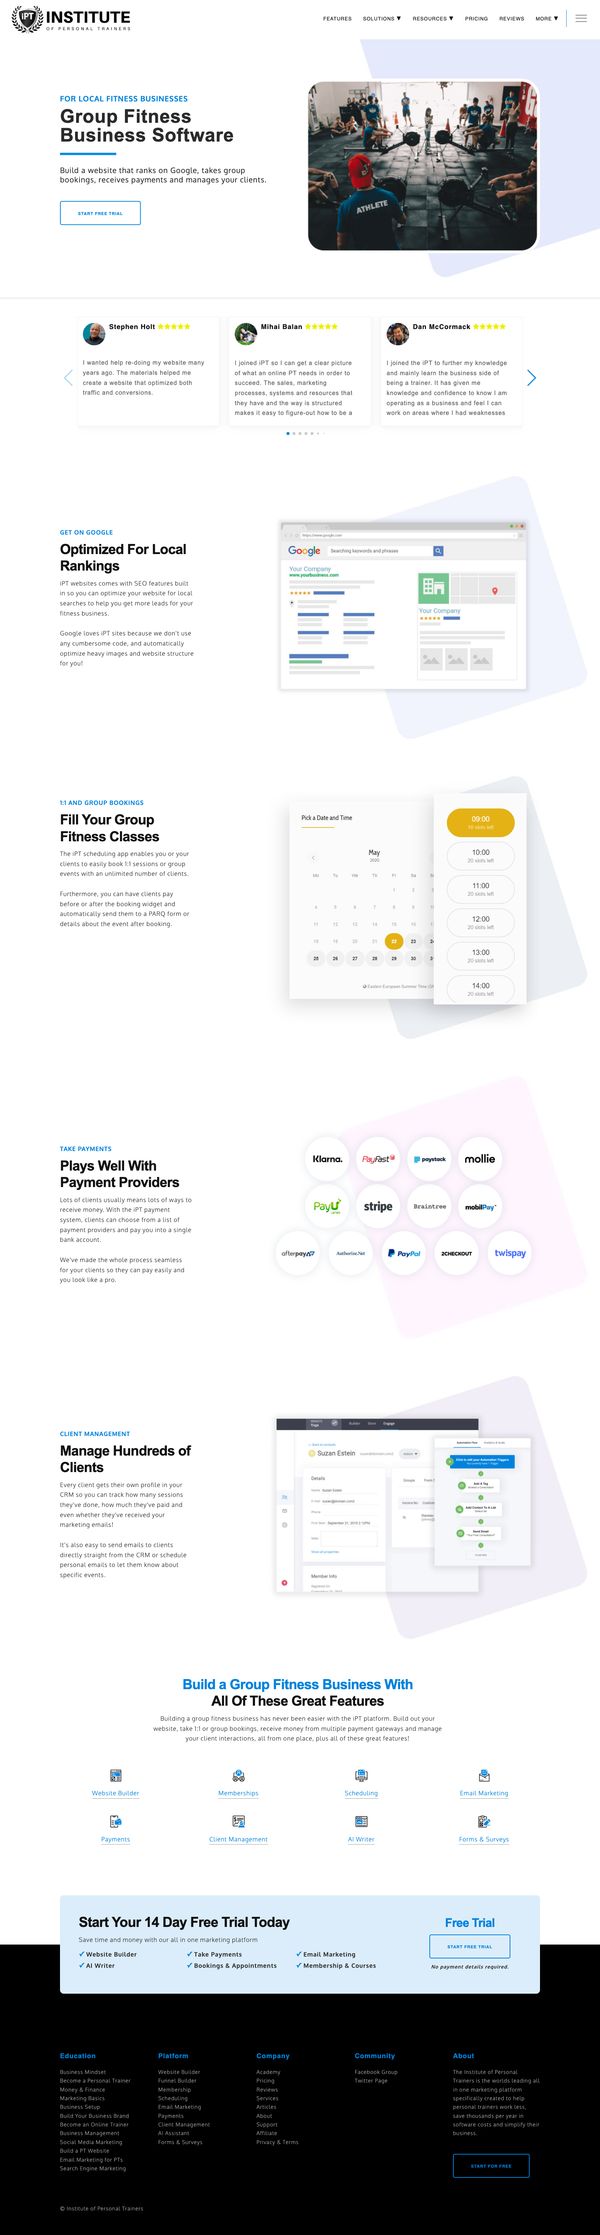 iPT INSTITUTE
OF PERSONAL TRAINERS
FEATURES SOLUTIONS ▼ RESOURCES ▼ PRICING REVIEWS MORE ▼
FOR LOCAL FITNESS BUSINESSES
Group Fitness
Business Software
Build a website that ranks on Google, takes group
bookings, receives payments and manages your clients.
START FREE TRIAL
ATHLETE
Stephen Holt
I wanted help re-doing my website many
years ago. The materials helped me
create a website that optimized both
traffic and conversions.
Mihai Balan
I joined iPT so I can get a clear picture
of what an online PT needs in order to
succeed. The sales, marketing
processes, systems and resources that
they have and the way is structured
makes it easy to figure-out how to be a
Dan McCormack
I joined the iPT to further my knowledge
and mainly learn the business side of
being a trainer. It has given me
knowledge and confidence to know I am
operating as a business and feel I can
work on areas where I had weaknesses
GET ON GOOGLE
Optimized For Local
Rankings
iPT websites comes with SEO features built
in so you can optimize your website for local
searches to help you get more leads for your
fitness business.
Google loves iPT sites because we don't use
any cumbersome code, and automatically
optimize heavy images and website structure
for you!
https://www.google.com
Google Searching keywords and phrases
Your Company
www.yourbusiness.com
Your Company
1:1 AND GROUP BOOKINGS
Fill Your Group
Fitness Classes
The iPT scheduling app enables you or your
clients to easily book 1:1 sessions or group
events with an unlimited number of clients.
Furthermore, you can have clients pay
before or after the booking widget and
automatically send them to a PARQ form or
details about the event after booking.
Pick a Date and Time
May
2020
Mo Tu We Th Fr Sa Su
1 2 3
4 5 6 7 8 9 10
11 12 13 14 15 16 17
18 19 20 21 22 23 24
25 26 27 28 29 30 31
Eastern European Summer Time
09:00
10 slots left
10:00
20 slots left
11:00
20 slots left
12:00
20 slots left
13:00
20 slots left
14:00
20 slots left
TAKE PAYMENTS
Plays Well With
Payment Providers
Lots of clients usually means lots of ways to
receive money. With the iPT payment
system, clients can choose from a list of
payment providers and pay you into a single
bank account.
We've made the whole process seamless
for your clients so they can pay easily and
you look like a pro.
Klarna. PayFast paystack mollie
PayU stripe Braintree mobilPay
afterpay Authorize.Net PayPal 2CHECKOUT twispay
CLIENT MANAGEMENT
Manage Hundreds of
Clients
Every client gets their own profile in your
CRM so you can track how many sessions
they've done, how much they've paid and
even whether they've received your
marketing emails!
It's also easy to send emails to clients
directly straight from the CRM or schedule
personal emails to let them know about
specific events.
Builder Store Engage
Suzan Estein
Details
Member Info
Add A Tag
Add Contact To A List
Send Email
Build a Group Fitness Business With
All Of These Great Features
Building a group fitness business has never been easier with the iPT platform. Build out your
website, take 1:1 or group bookings, receive money from multiple payment gateways and manage
your client interactions, all from one place, plus all of these great features!
Website Builder Memberships Scheduling Email Marketing
Payments Client Management AI Writer Forms & Surveys
Start Your 14 Day Free Trial Today
Save time and money with our all in one marketing platform
✓ Website Builder ✓ Take Payments ✓ Email Marketing
✓ AI Writer ✓ Bookings & Appointments ✓ Membership & Courses
Free Trial
START FREE TRIAL
No payment details required.
Education
Business Mindset
Become a Personal Trainer
Money & Finance
Marketing Basics
Business Setup
Build Your Business Brand
Become an Online Trainer
Business Management
Social Media Marketing
Build a PT Website
Email Marketing for PTs
Search Engine Marketing
Platform
Website Builder
Funnel Builder
Membership
Scheduling
Email Marketing
Payments
Client Management
AI Assistant
Forms & Surveys
Company
Academy
Pricing
Reviews
Services
Articles
About
Support
Affiliate
Privacy & Terms
Community
Facebook Group
Twitter Page
About
The Institute of Personal
Trainers is the worlds leading all
in one marketing platform
specifically created to help
personal trainers work less,
save thousands per year in
software costs and simplify their
business.
START FOR FREE
© Institute of Personal Trainers